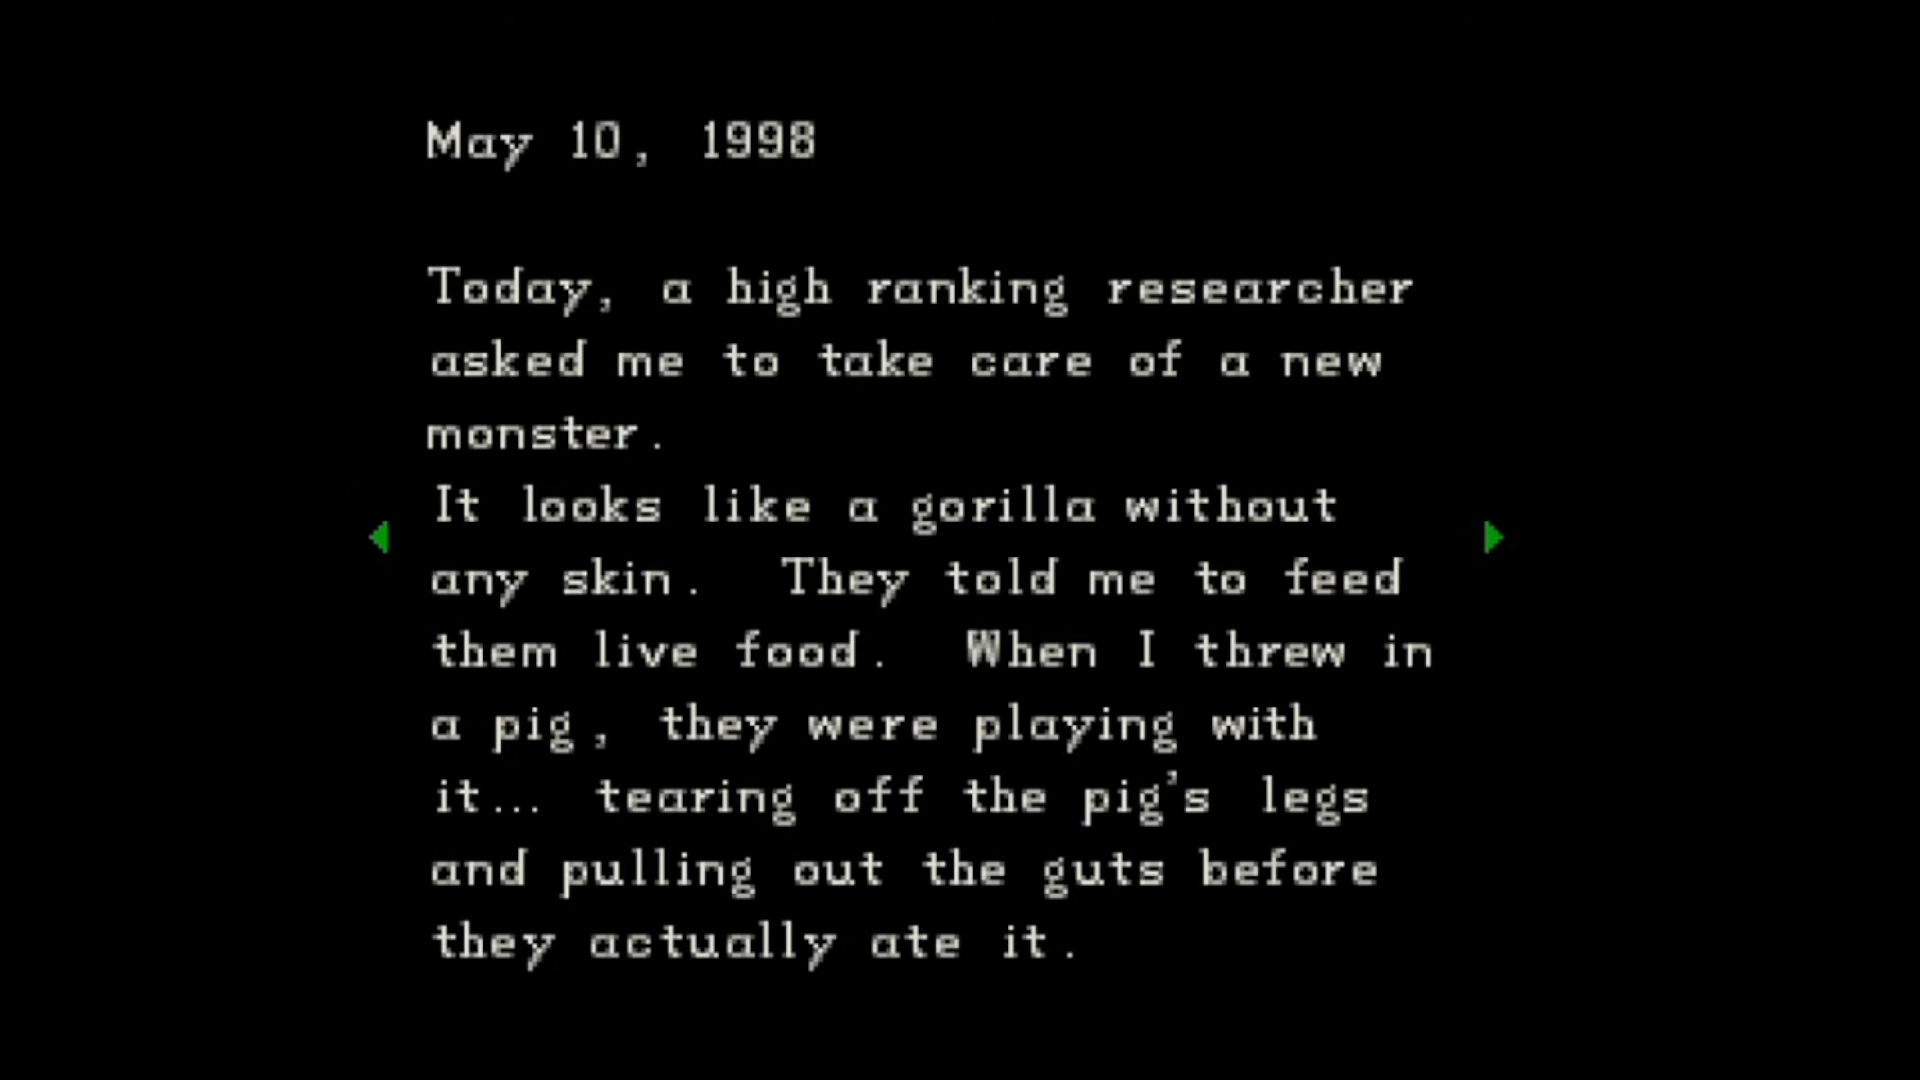 May 10, 1998
Today, a high ranking researcher
asked me to take care of a new
monster.
It looks like a gorilla without
any skin. They told me to feed
them live food. When I threw in
a pig, they were playing with
it... tearing off the pig's legs
and pulling out the guts before
they actually ate it.